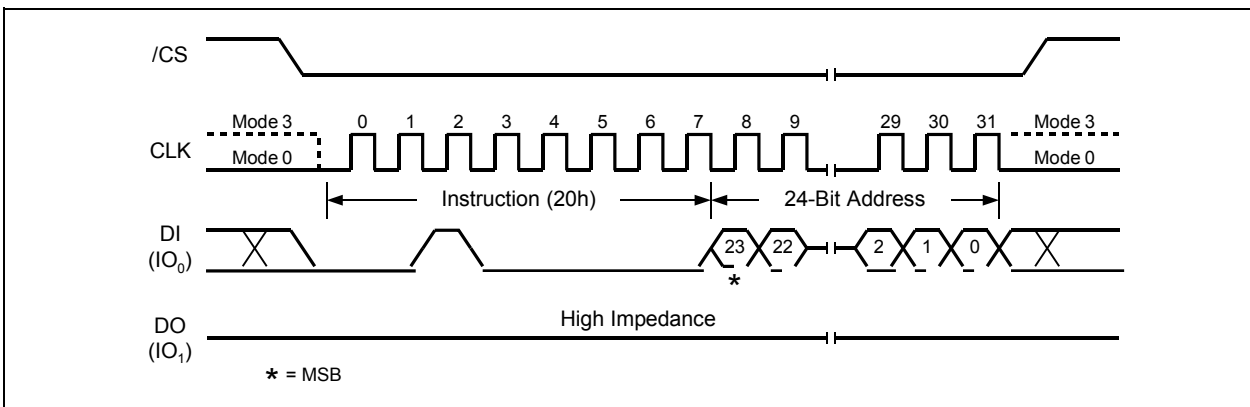 /CS
Mode 3
0 1 2 3 4 5 6 7 8 9 29 30 31
Mode 3
CLK
Mode 0
Mode 0
Instruction (20h)
24-Bit Address
DI
(IO0)
23 22 2 1 0
*
High Impedance
DO
(IO1)
* = MSB